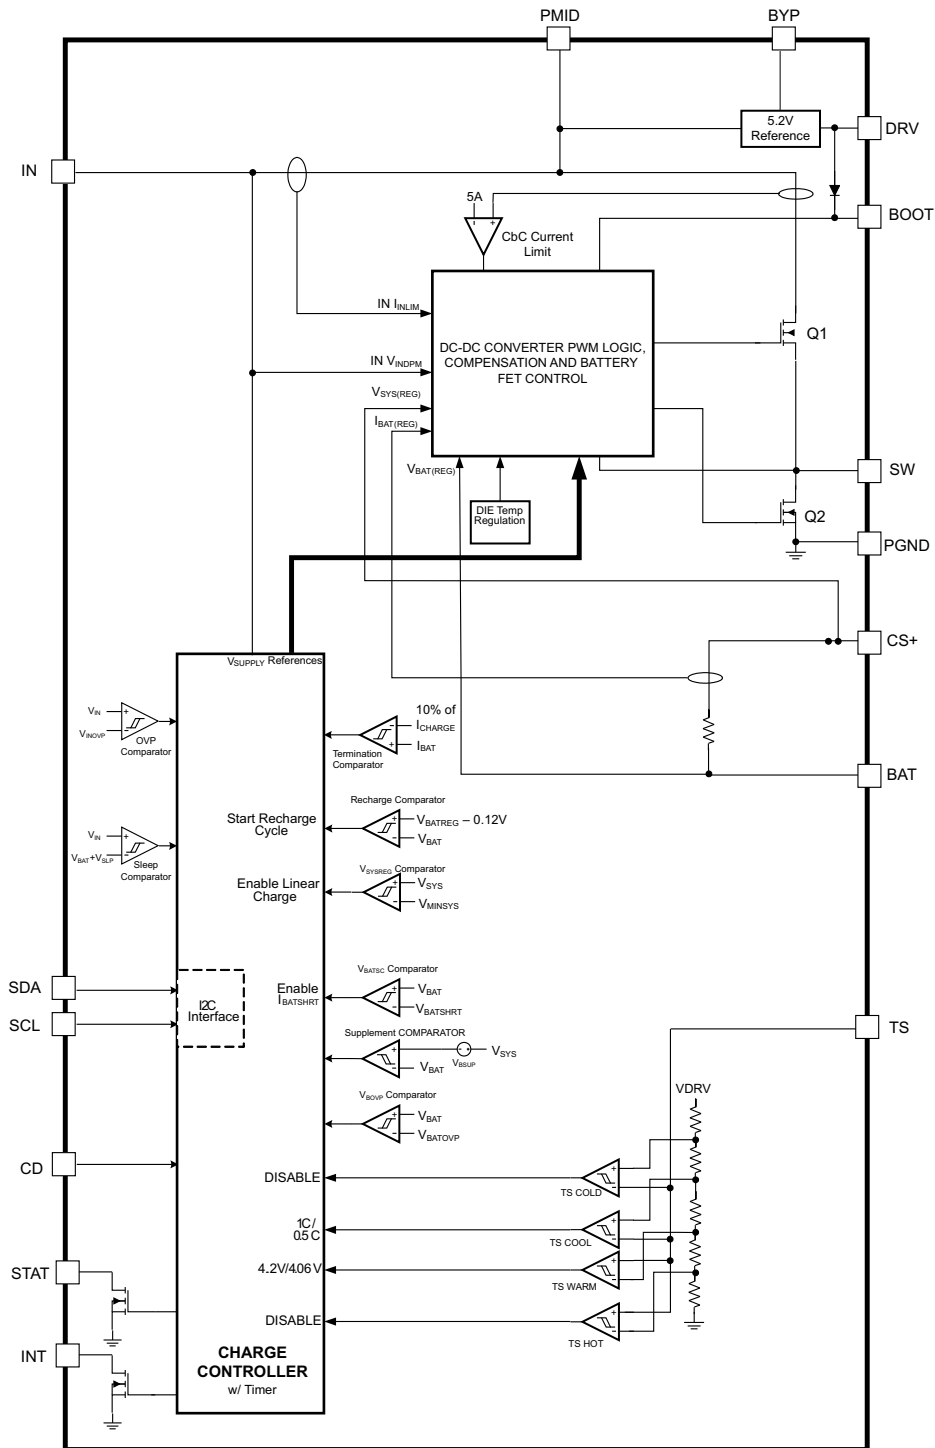 PMID
BYP
5.2V
Reference
DRV
IN
5A
- +
CbC Current
Limit
BOOT
IN IINLIM
DC-DC CONVERTER PWM LOGIC,
COMPENSATION AND BATTERY
FET CONTROL
Q1
IN VINDPM
VSYS(REG)
IBAT(REG)
VBAT(REG)
SW
DIE Temp
Regulation
Q2
PGND
CS+
VSUPPLY References
VIN
+
VINOVP
-
OVP
Comparator
10% of
ICHARGE
-
IBAT
+
Termination
Comparator
BAT
Recharge Comparator
Start Recharge
Cycle
+
VBATREG – 0.12V
-
VBAT
VIN
+
VBAT+VSLP
-
Sleep
Comparator
VSYSREG Comparator
Enable Linear
Charge
+
VSYS
-
VMINSYS
VBATSC Comparator
SDA
I2C
Interface
Enable
IBATSHRT
+
VBAT
-
VBATSHRT
SCL
TS
Supplement COMPARATOR
+
VBSUP
VSYS
-
VBAT
VBOVP Comparator
+
VBAT
-
VBATOVP
VDRV
CD
DISABLE
+
-
TS COLD
1C/
0.5 C
+
-
TS COOL
4.2V/4.06 V
+
-
TS WARM
STAT
DISABLE
+
-
TS HOT
INT
CHARGE
CONTROLLER
w/ Timer